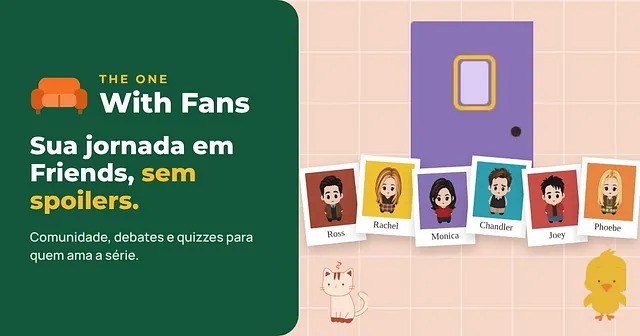 THE ONE
With Fans
Sua jornada em
Friends, sem
spoilers.
Comunidade, debates e quizzes para
quem ama a série.
Ross
Rachel
Monica
Chandler
Joey
Phoebe